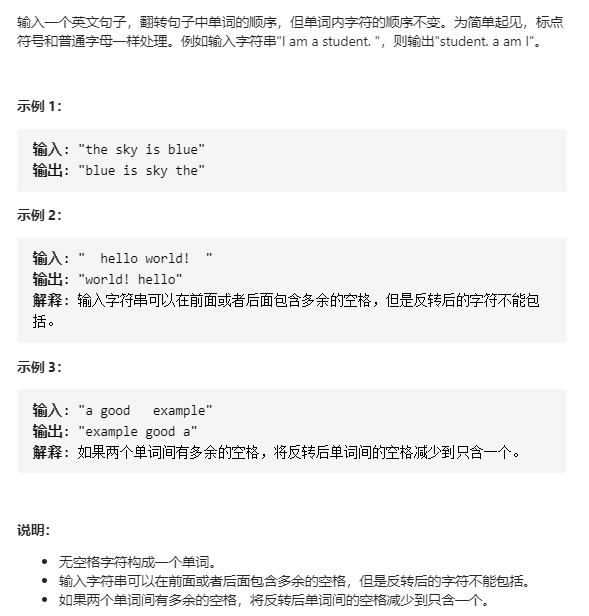 输入一个英文句子，翻转句子中单词的顺序，但单词内字符的顺序不变。为简单起见，标点
符号和普通字母一样处理。例如输入字符串"I am a student. "，则输出"student. a am I"。
示例 1：
输入: "the sky is blue"
输出: "blue is sky the"
示例 2：
输入: "  hello world!  "
输出: "world! hello"
解释: 输入字符串可以在前面或者后面包含多余的空格，但是反转后的字符不能包
括。
示例 3：
输入: "a good   example"
输出: "example good a"
解释: 如果两个单词间有多余的空格，将反转后单词间的空格减少到只含一个。
说明：
• 无空格字符构成一个单词。
• 输入字符串可以在前面或者后面包含多余的空格，但是反转后的字符不能包括。
• 如果两个单词间有多余的空格，将反转后单词间的空格减少到只含一个。